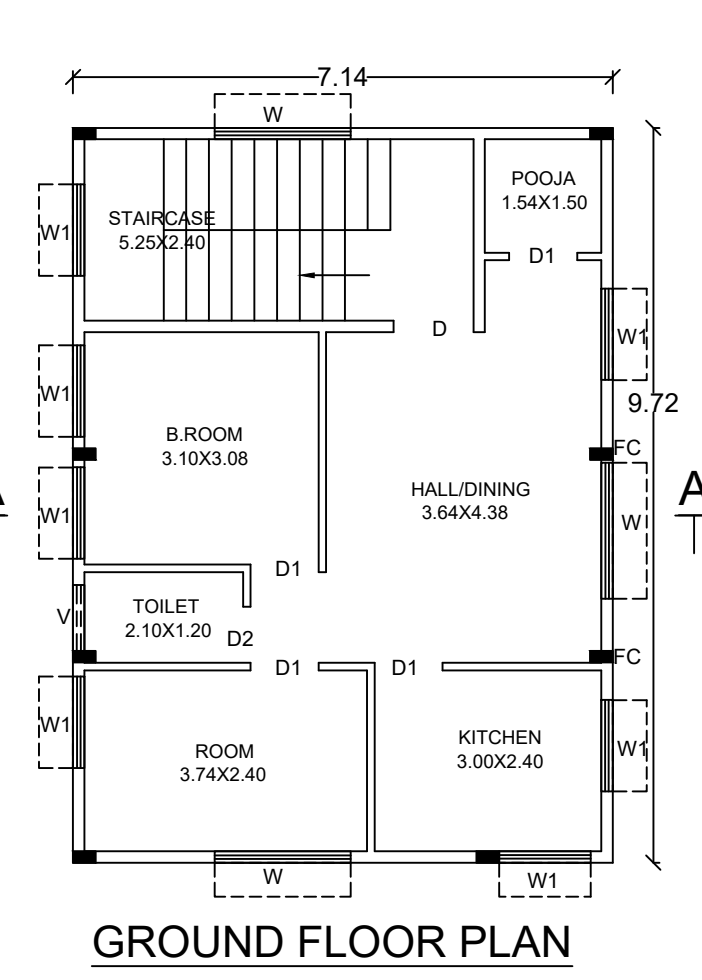 7.14
W
POOJA
1.54X1.50
STAIRCASE
5.25X2.40
W1
D1
D
W1
W1
9.72
B.ROOM
3.10X3.08
FC
HALL/DINING
3.64X4.38
A
A
W1
W
D1
TOILET
2.10X1.20
V
D2
FC
D1
D1
W1
ROOM
3.74X2.40
KITCHEN
3.00X2.40
W1
W
W1
GROUND FLOOR PLAN